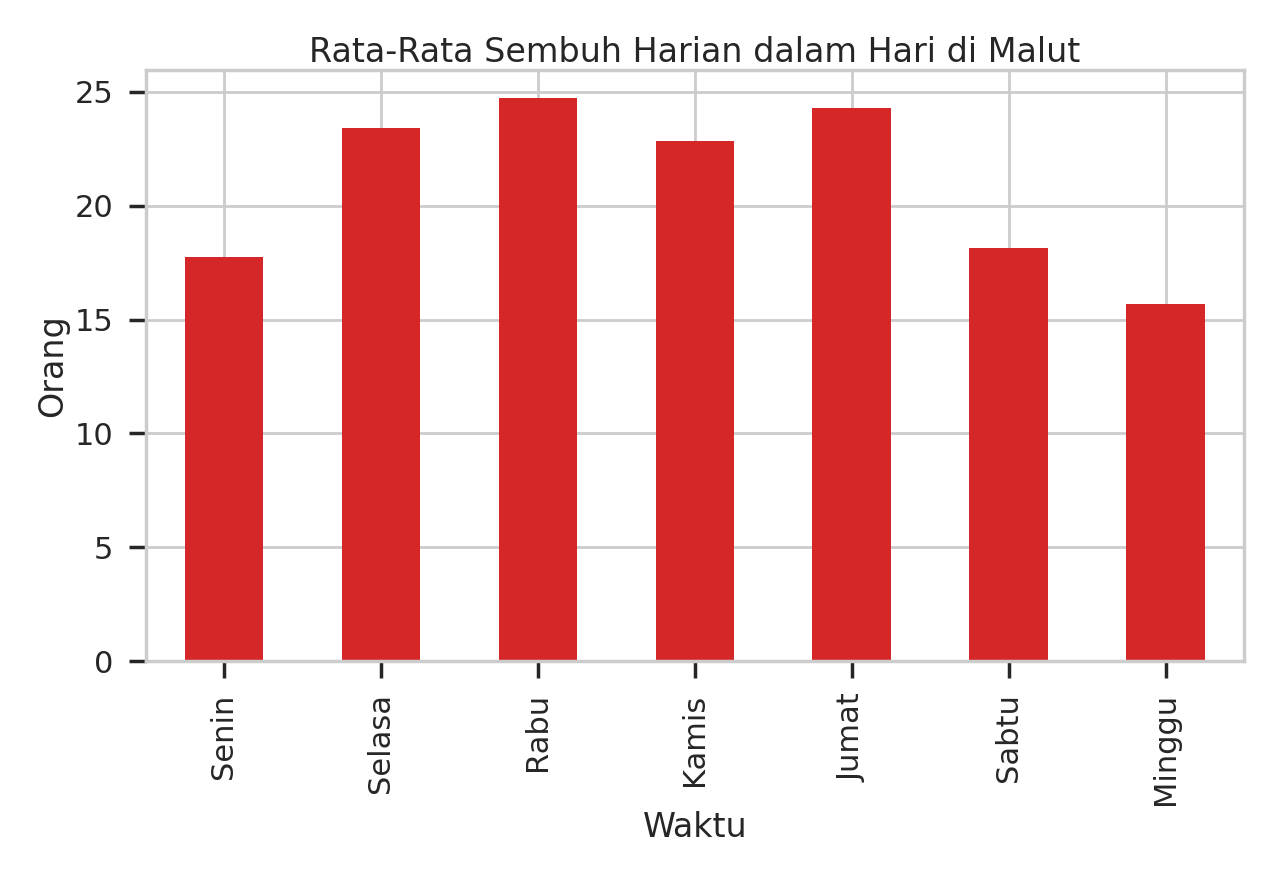 Rata-Rata Sembuh Harian dalam Hari di Malut
25
20
15
10
5
0
Orang
Senin
Selasa
Rabu
Kamis
Jumat
Sabtu
Minggu
Waktu